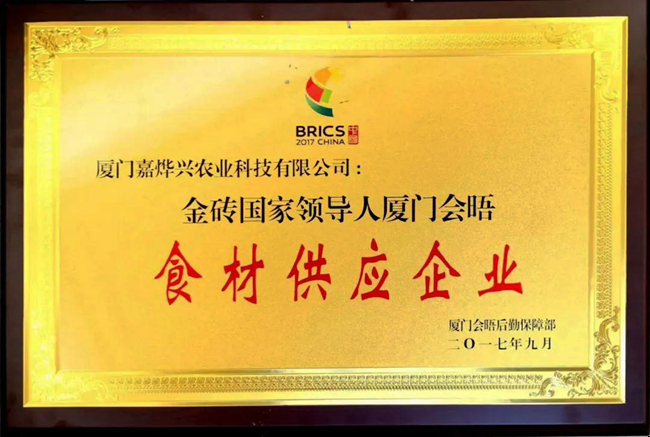 BRICS 中国
2017 CHINA
厦门嘉烨兴农业科技有限公司：
金砖国家领导人厦门会晤
食材供应企业
厦门会晤后勤保障部
二〇一七年九月